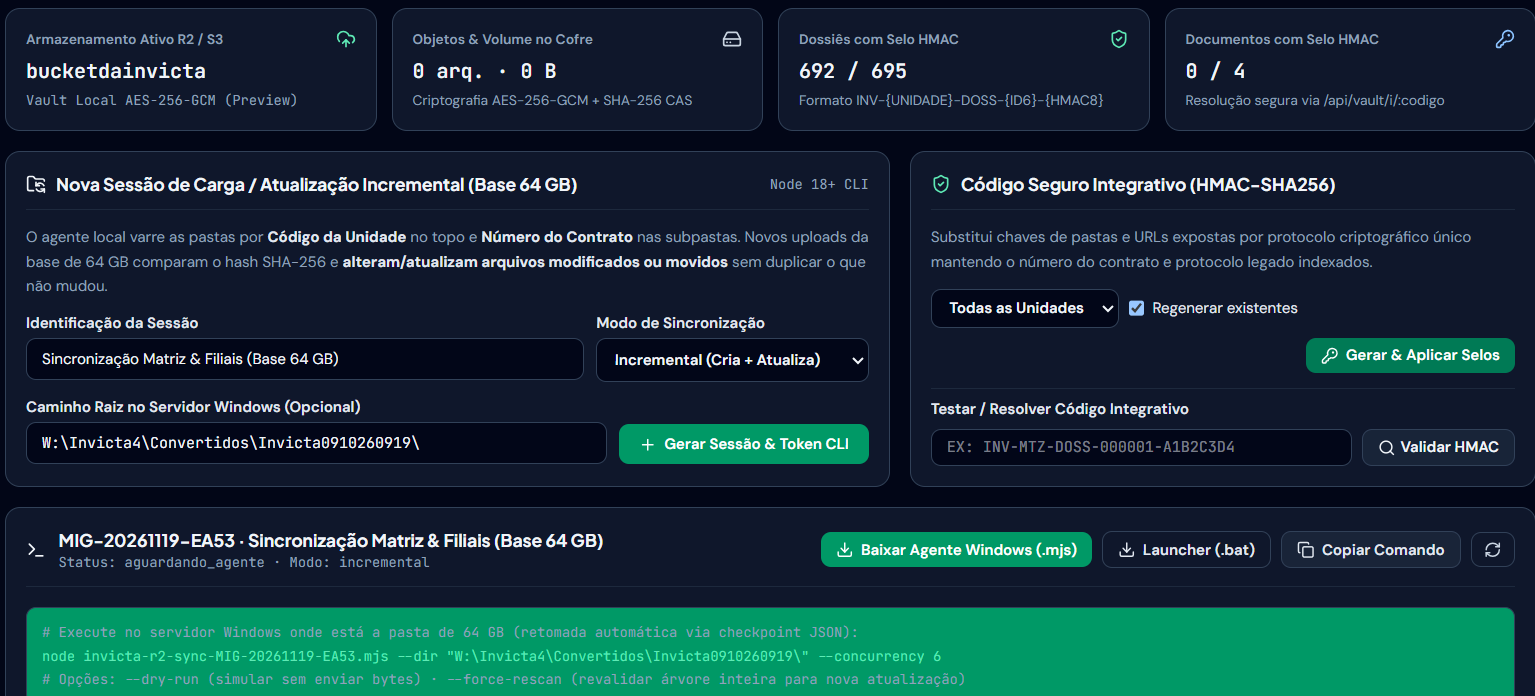 Armazenamento Ativo R2 / S3
bucketdainvicta
Vault Local AES-256-GCM (Preview)
Objetos & Volume no Cofre
0 arq. · 0 B
Criptografia AES-256-GCM + SHA-256 CAS
Dossiês com Selo HMAC
692 / 695
Formato INV-{UNIDADE}-DOSS-{ID6}-{HMAC8}
Documentos com Selo HMAC
0 / 4
Resolução segura via /api/vault/i/:codigo
Nova Sessão de Carga / Atualização Incremental (Base 64 GB)
Node 18+ CLI
O agente local varre as pastas por Código da Unidade no topo e Número do Contrato nas subpastas. Novos uploads da
base de 64 GB comparam o hash SHA-256 e alteram/atualizam arquivos modificados ou movidos sem duplicar o que
não mudou.
Identificação da Sessão
Sincronização Matriz & Filiais (Base 64 GB)
Modo de Sincronização
Incremental (Cria + Atualiza)
Caminho Raiz no Servidor Windows (Opcional)
W:\Invicta4\Convertidos\Invicta0910260919\
+ Gerar Sessão & Token CLI
Código Seguro Integrativo (HMAC-SHA256)
Substitui chaves de pastas e URLs expostas por protocolo criptográfico único
mantendo o número do contrato e protocolo legado indexados.
Todas as Unidades
Regenerar existentes
Gerar & Aplicar Selos
Testar / Resolver Código Integrativo
EX: INV-MTZ-DOSS-000001-A1B2C3D4
Validar HMAC
MIG-20261119-EA53 · Sincronização Matriz & Filiais (Base 64 GB)
Status: aguardando_agente · Modo: incremental
Baixar Agente Windows (.mjs)
Launcher (.bat)
Copiar Comando
# Execute no servidor Windows onde está a pasta de 64 GB (retomada automática via checkpoint JSON):
node invicta-r2-sync-MIG-20261119-EA53.mjs --dir "W:\Invicta4\Convertidos\Invicta0910260919\" --concurrency 6
# Opções: --dry-run (simular sem enviar bytes) · --force-rescan (revalidar árvore inteira para nova atualização)